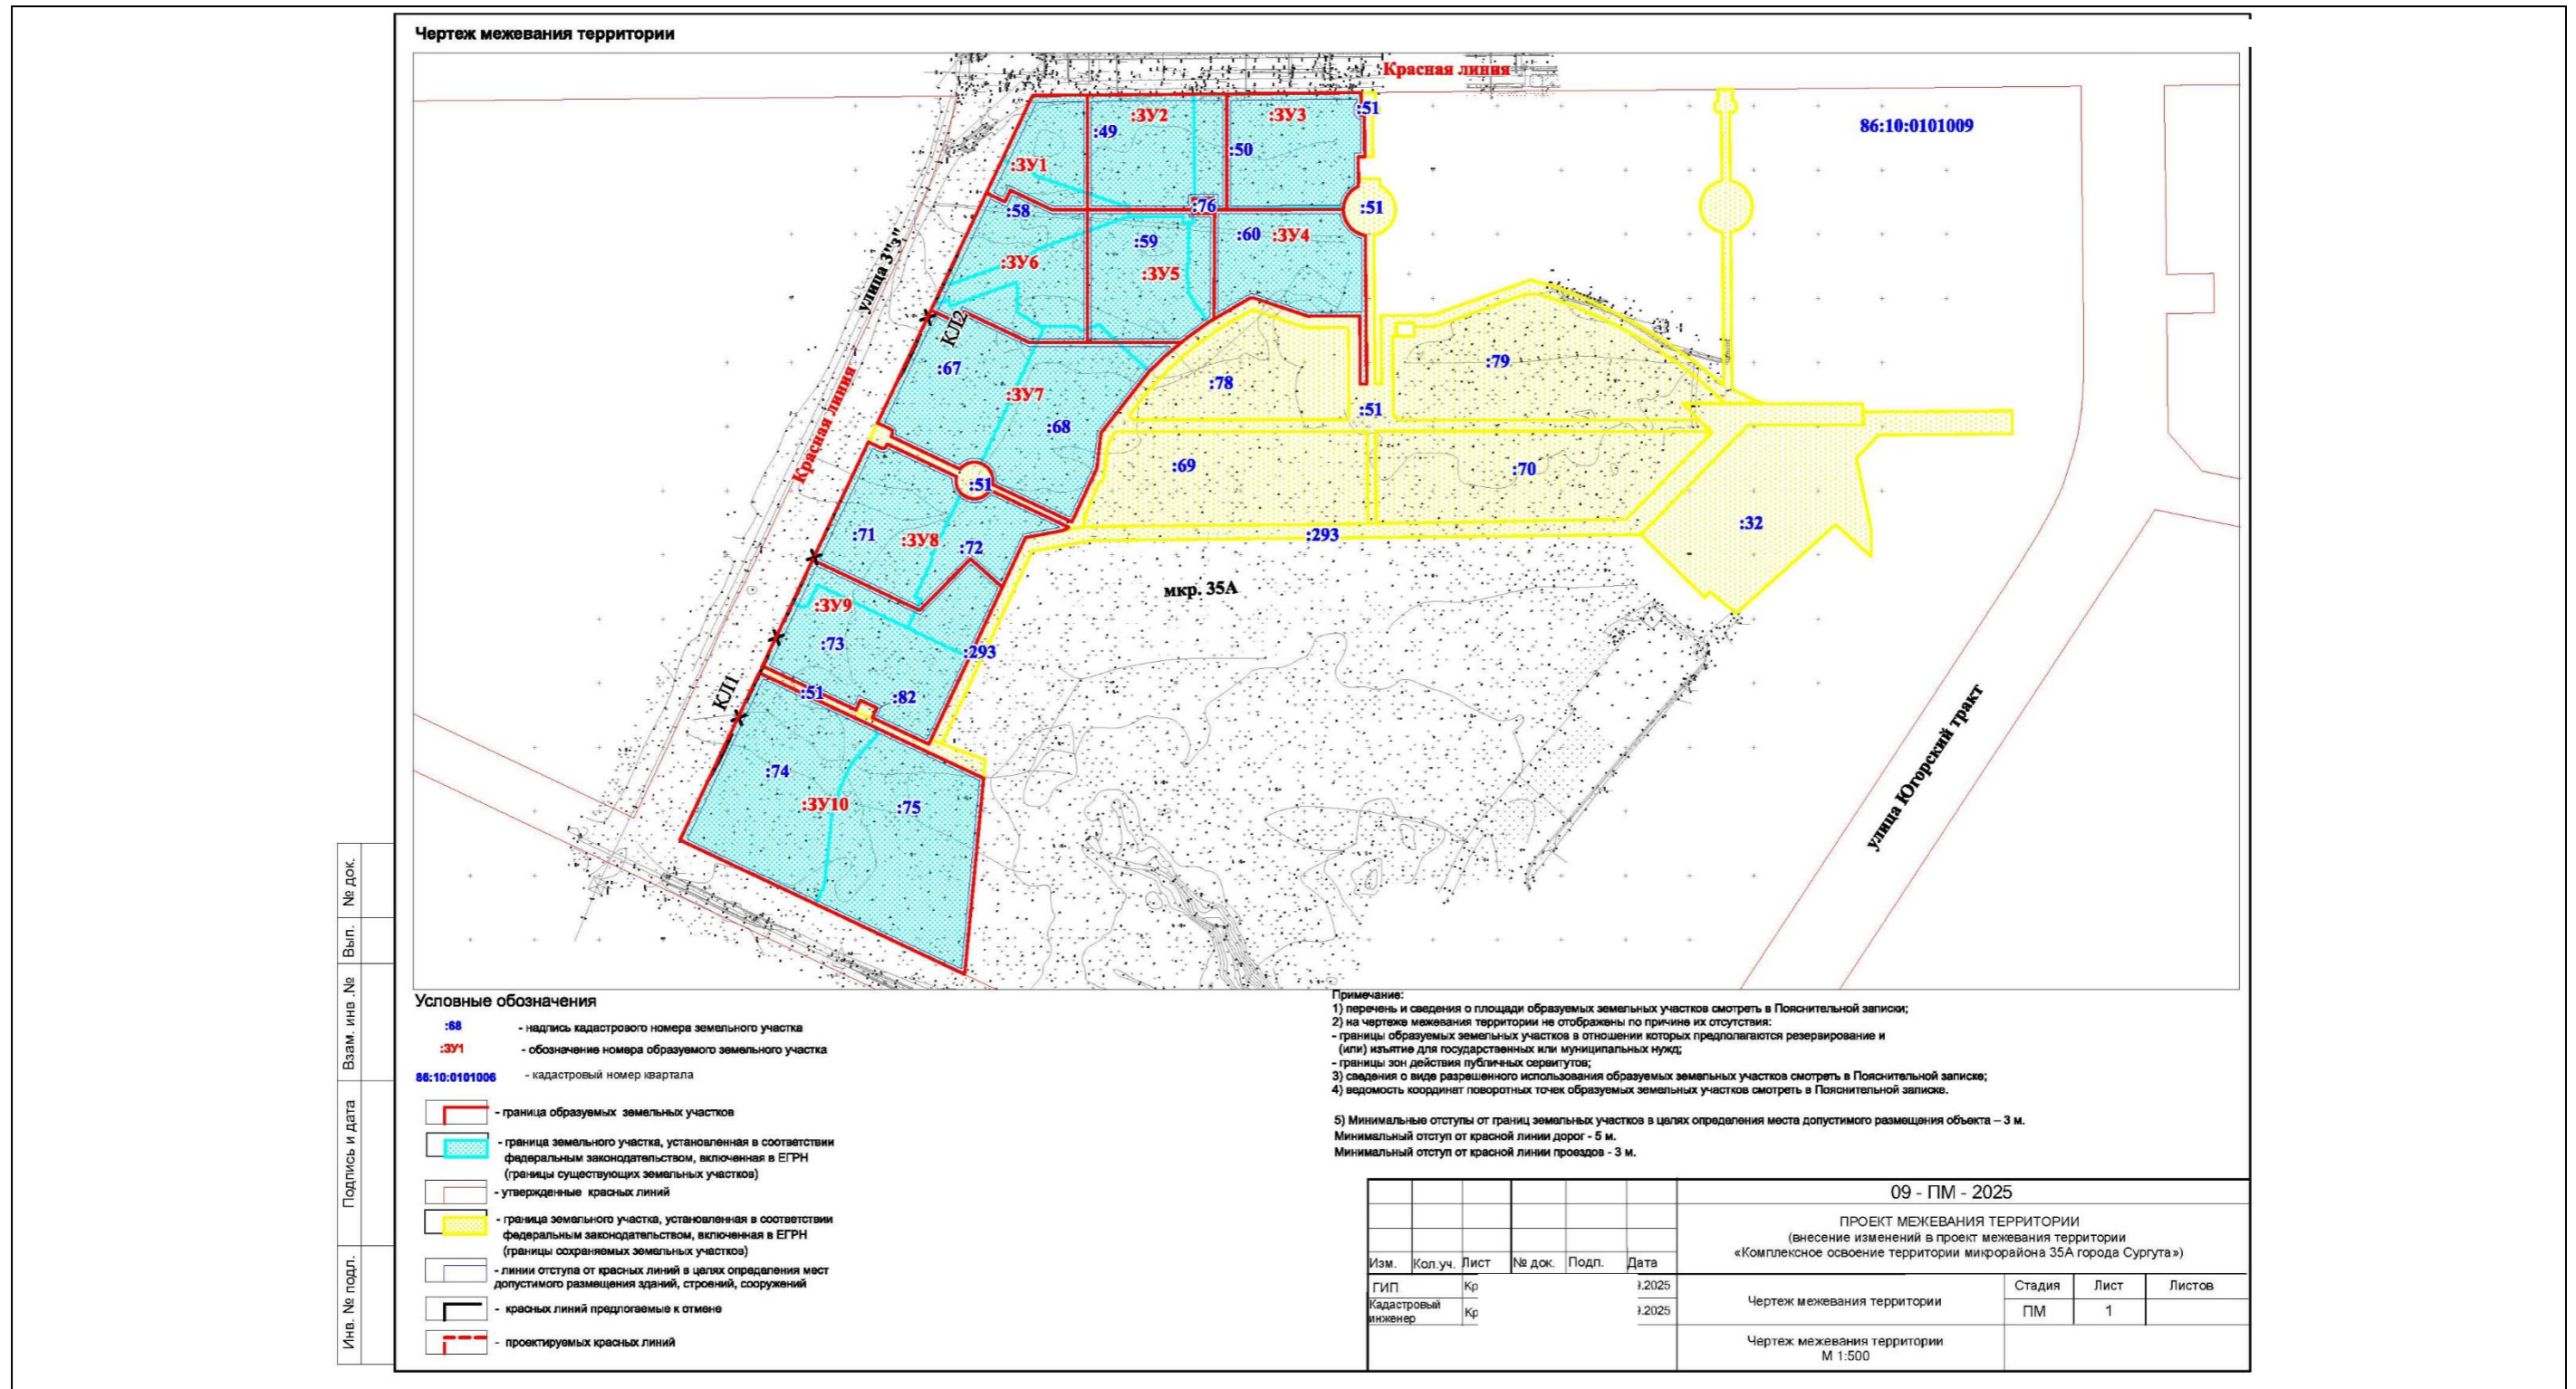 Чертеж межевания территории
Красная линия
:51
86:10:0101009
:ЗУ2
:ЗУ3
:49
:50
:ЗУ1
:58
:76
:51
:59
:60
:ЗУ4
улица 3"з"
:ЗУ6
:ЗУ5
КЛ2
:67
:78
:79
:ЗУ7
:51
Красная линия
:68
:69
:70
:51
:71
:ЗУ8
:72
:32
:293
мкр. 35А
:ЗУ9
:73
:293
КЛ1
:51
:82
:74
:ЗУ10
:75
улица Югорский тракт
Условные обозначения
:68 - надпись кадастрового номера земельного участка
:ЗУ1 - обозначение номера образуемого земельного участка
86:10:0101006 - кадастровый номер квартала
- граница образуемых земельных участков
- граница земельного участка, установленная в соответствии
федеральным законодательством, включенная в ЕГРН
(границы существующих земельных участков)
- утвержденные красных линий
- граница земельного участка, установленная в соответствии
федеральным законодательством, включенная в ЕГРН
(границы сохраняемых земельных участков)
- линии отступа от красных линий в целях определения мест
допустимого размещения зданий, строений, сооружений
- красных линий предлогаемые к отмене
- проектируемых красных линий
Примечание:
1) перечень и сведения о площади образуемых земельных участков смотреть в Пояснительной записки;
2) на чертеже межевания территории не отображены по причине их отсутствия:
- границы образуемых земельных участков в отношении которых предполагаются резервирование и
(или) изъятие для государственных или муниципальных нужд;
- границы зон действия публичных сервитутов;
3) сведения о виде разрешенного использования образуемых земельных участков смотреть в Пояснительной записке;
4) ведомость координат поворотных точек образуемых земельных участков смотреть в Пояснительной записке.
5) Минимальные отступы от границ земельных участков в целях определения места допустимого размещения объекта – 3 м.
Минимальный отступ от красной линии дорог - 5 м.
Минимальный отступ от красной линии проездов - 3 м.
№ док.
Вып.
Взам. инв .№
Подпись и дата
Инв. № подл.
09 - ПМ - 2025
ПРОЕКТ МЕЖЕВАНИЯ ТЕРРИТОРИИ
(внесение изменений в проект межевания территории
«Комплексное освоение территории микрорайона 35А города Сургута»)
Изм. Кол.уч. Лист № док. Подп. Дата
ГИП Кр 9.2025
Кадастровый
инженер Кр 9.2025
Чертеж межевания территории
Стадия Лист Листов
ПМ 1
Чертеж межевания территории
М 1:500